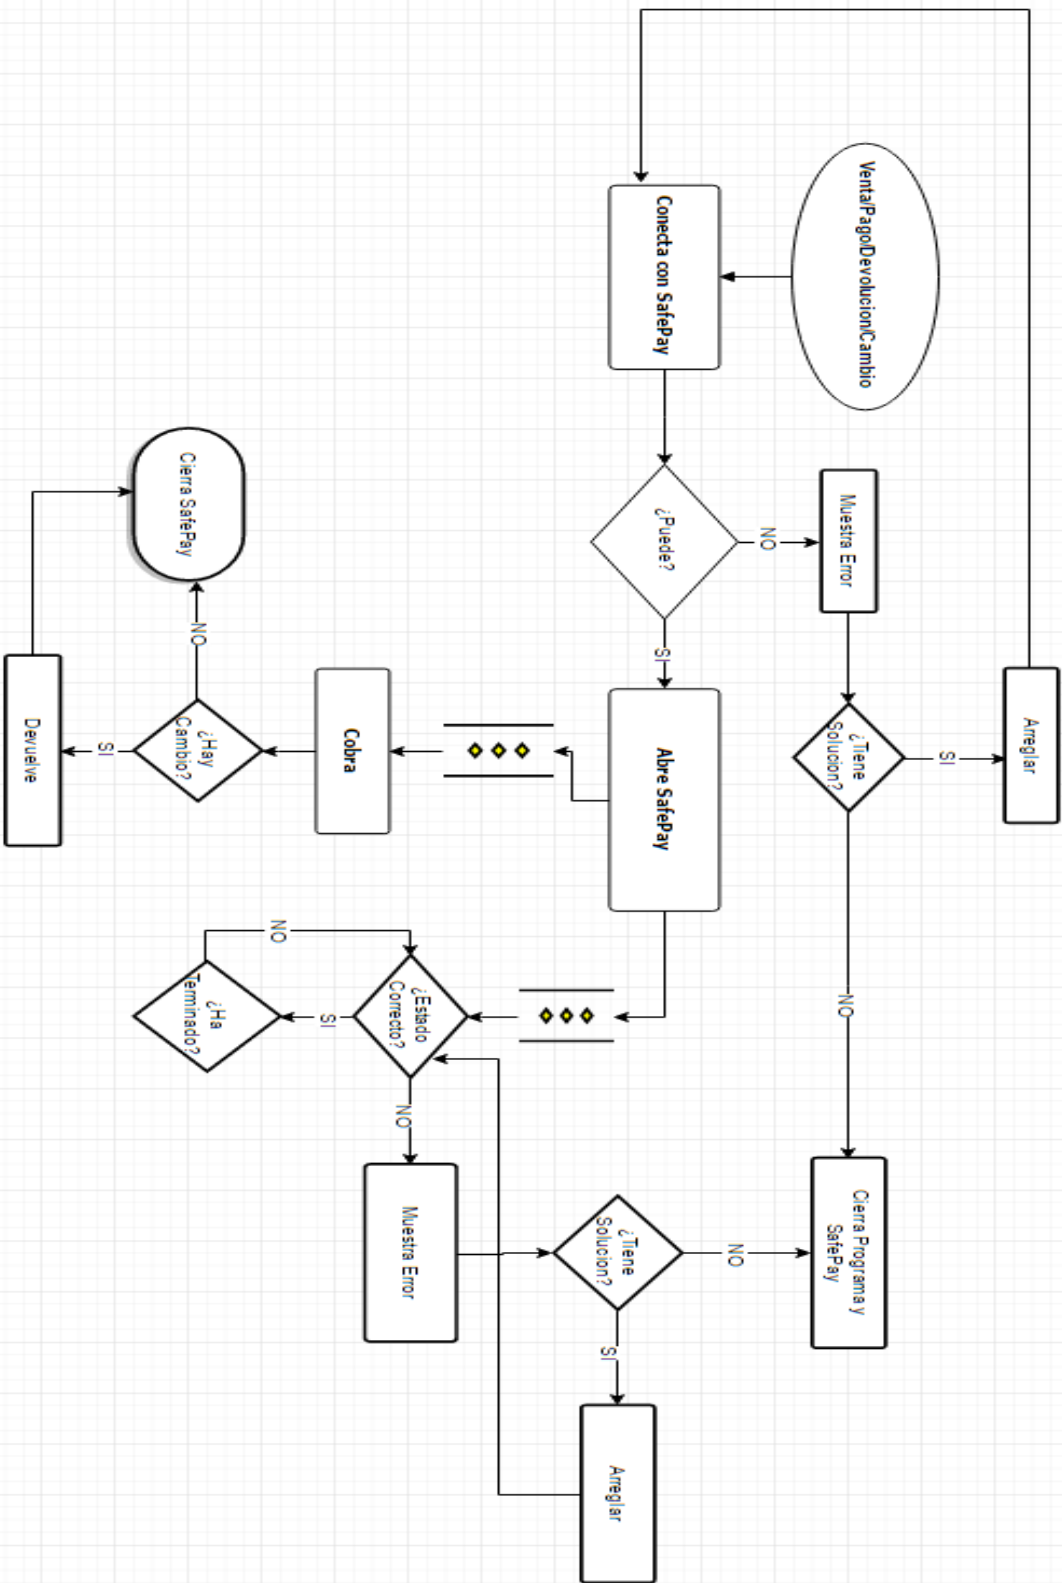 Venta/Pago/Devolucion/Cambio
Conecta con SafePay
¿Puede?
NO
Muestra Error
¿Tiene
Solucion?
SI
Arreglar
NO
Cierra Programa y
SafePay
SI
Abre SafePay
Cobra
¿Hay
Cambio?
NO
Cierra SafePay
SI
Devuelve
¿Estado
Correcto?
SI
¿Ha
Terminado?
NO
NO
Muestra Error
¿Tiene
Solucion?
NO
SI
Arreglar